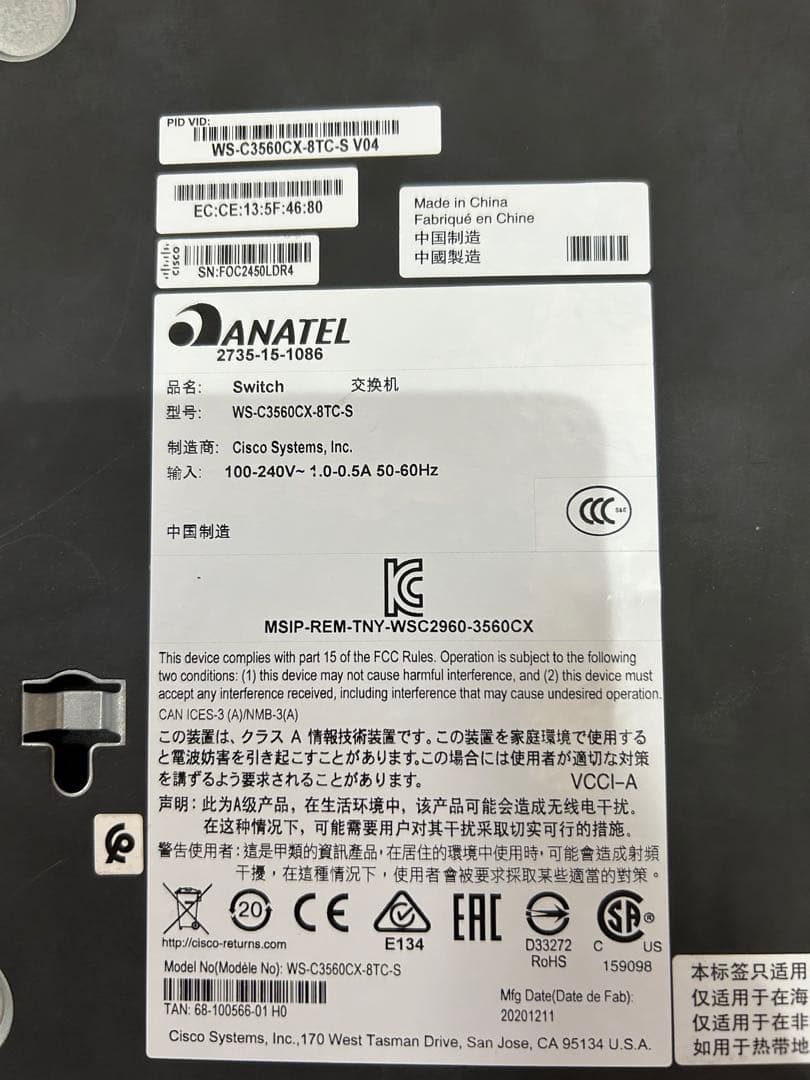 PID VID:
WS-C3560CX-8TC-S V04
EC:CE:13:5F:46:80
cisco
SN:FOC2450LDR4
Made in China
Fabriqué en Chine
中国制造
中國製造
ANATEL
2735-15-1086
品名: Switch 交换机
型号: WS-C3560CX-8TC-S
制造商: Cisco Systems, Inc.
输入: 100-240V~ 1.0-0.5A 50-60Hz
CCC S&E
中国制造
KC
MSIP-REM-TNY-WSC2960-3560CX
This device complies with part 15 of the FCC Rules. Operation is subject to the following
two conditions: (1) this device may not cause harmful interference, and (2) this device must
accept any interference received, including interference that may cause undesired operation.
CAN ICES-3 (A)/NMB-3(A)
この装置は、クラス A 情報技術装置です。この装置を家庭環境で使用する
と電波妨害を引き起こすことがあります。この場合には使用者が適切な対策
を講ずるよう要求されることがあります。 VCCI-A
声明：此为A级产品，在生活环境中，该产品可能会造成无线电干扰。
在这种情况下，可能需要用户对其干扰采取切实可行的措施。
警告使用者：這是甲類的資訊產品，在居住的環境中使用時，可能會造成射頻
干擾，在這種情況下，使用者會被要求採取某些適當的對策。
20 CE E134 EAC D33272 RoHS C SA ® US 159098
http://cisco-returns.com
Model No(Modèle No): WS-C3560CX-8TC-S
TAN: 68-100566-01 H0
Mfg Date(Date de Fab):
20201211
Cisco Systems, Inc.,170 West Tasman Drive, San Jose, CA 95134 U.S.A.
本标签只适用
仅适用于在海
仅适用于在非
如用于热带地